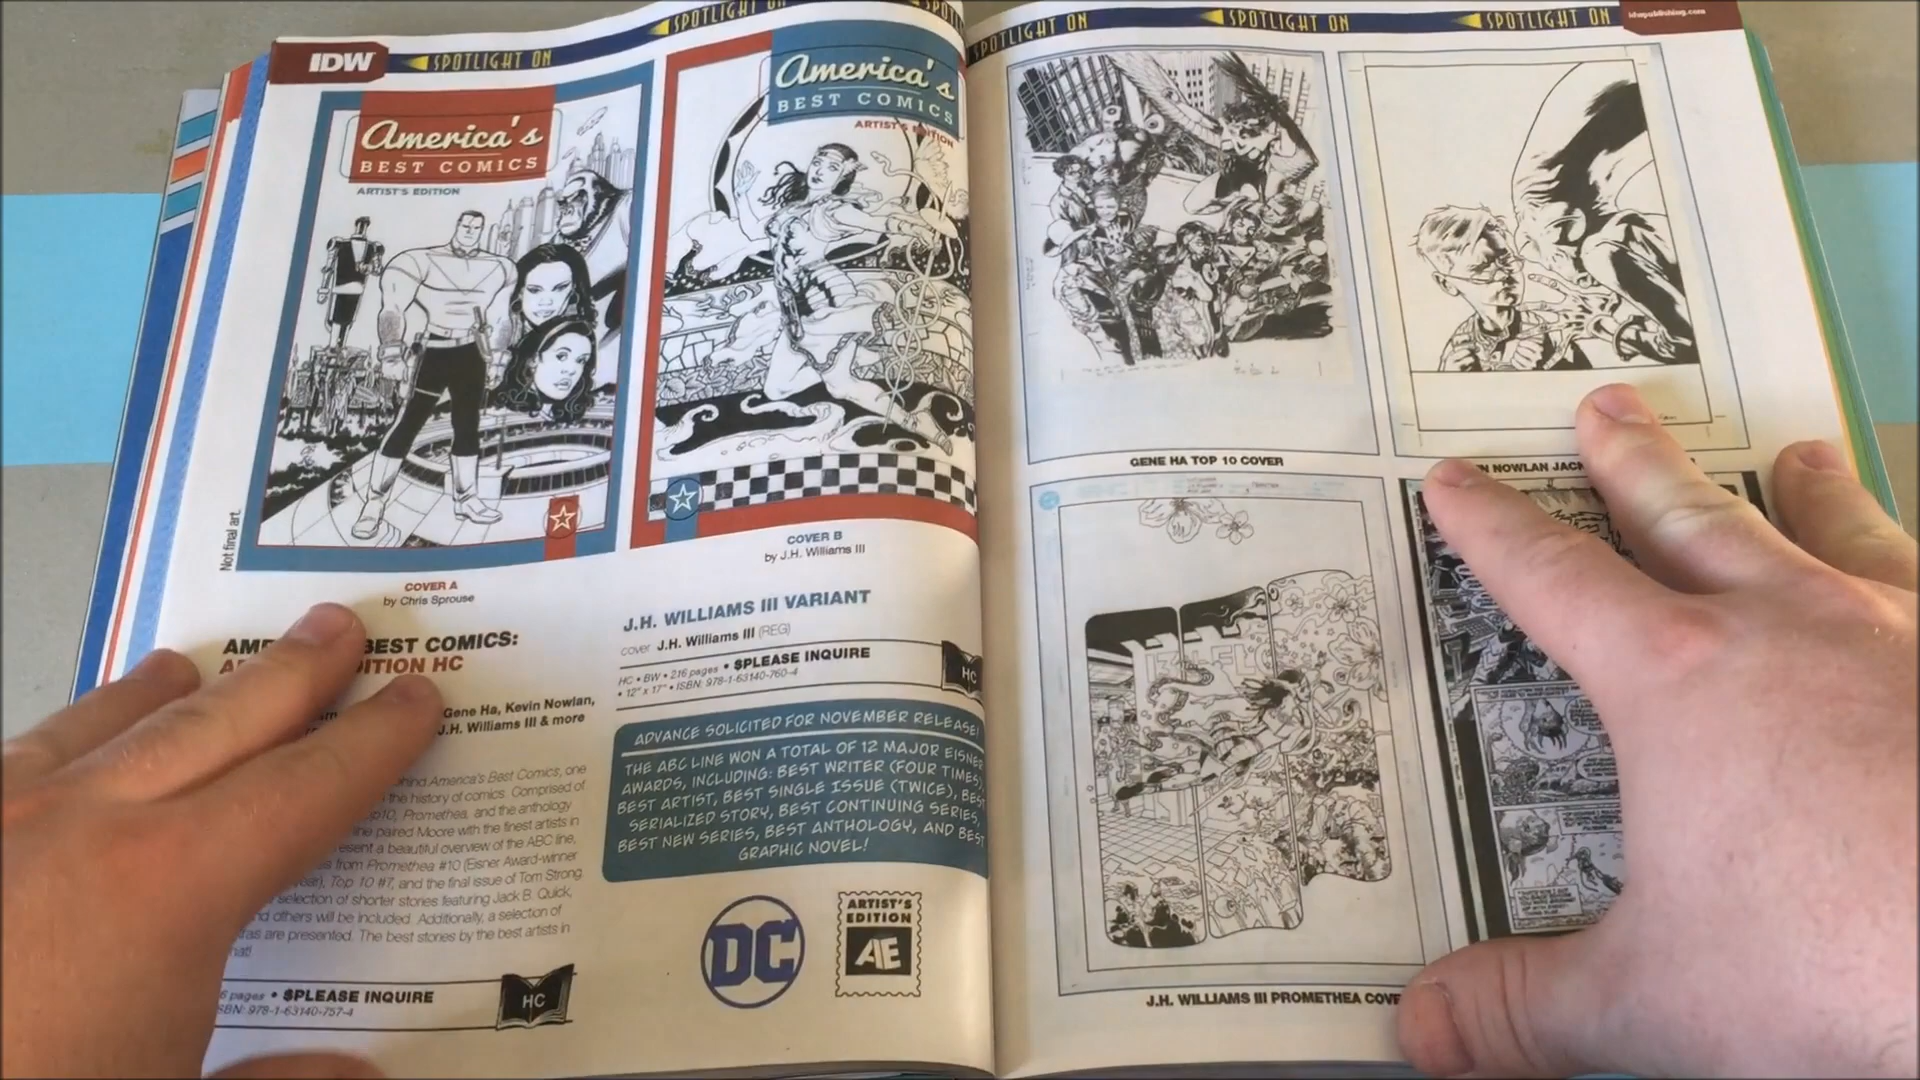 IDW
SPOTLIGHT ON
SPOTLIGHT ON
SPOTLIGHT ON
SPOTLIGHT ON
SPOTLIGHT ON
SPOTLIGHT ON
idwpublishing.com
America's
BEST COMICS
ARTIST'S EDITION
America's
BEST COMICS
ARTIST'S EDITION
Not final art.
COVER A
by Chris Sprouse
COVER B
by J.H. Williams III
BEST COMICS:
EDITION HC
Gene Ha, Kevin Nowlan,
J.H. Williams III & more
America's Best Comics, one
the history of comics. Comprised of
Promethea, and the anthology
paired Moore with the finest artists in
a beautiful overview of the ABC line,
from Promethea #10 (Eisner Award-winner
Top 10 #7, and the final issue of Tom Strong.
selection of shorter stories featuring Jack B. Quick,
others will be included. Additionally, a selection of
are presented. The best stories by the best artists in
pages • $PLEASE INQUIRE
978-1-63140-757-4
HC
J.H. WILLIAMS III VARIANT
cover J.H. Williams III (REG)
HC • BW • 216 pages • $PLEASE INQUIRE
• 12" x 17" • ISBN: 978-1-63140-760-4
HC
ADVANCE SOLICITED FOR NOVEMBER RELEASE!
THE ABC LINE WON A TOTAL OF 12 MAJOR EISNER
AWARDS, INCLUDING: BEST WRITER (FOUR TIMES),
BEST ARTIST, BEST SINGLE ISSUE (TWICE), BEST
SERIALIZED STORY, BEST CONTINUING SERIES,
BEST NEW SERIES, BEST ANTHOLOGY, AND BEST
GRAPHIC NOVEL!
DC
ARTIST'S
EDITION
AE
GENE HA TOP 10 COVER
NOWLAN
J.H. WILLIAMS III PROMETHEA